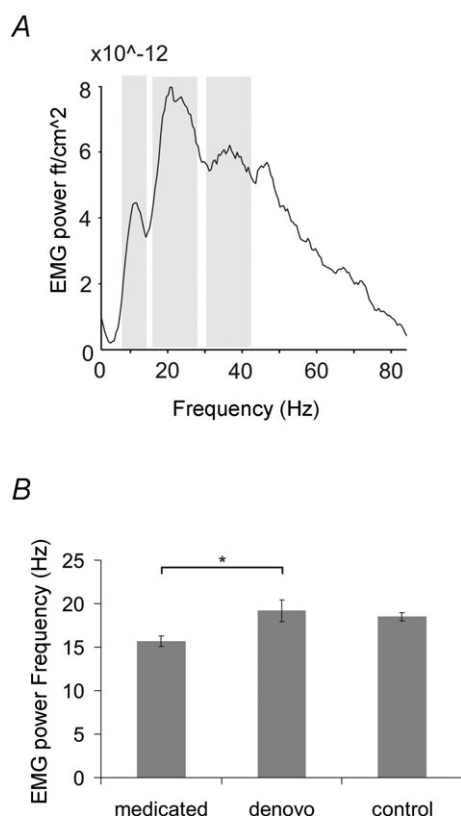 A
x10^-12
8
6
4
2
0
EMG power ft/cm^2
0 20 40 60 80
Frequency (Hz)
B
25
20
15
10
5
0
EMG power Frequency (Hz)
*
medicated denovo control